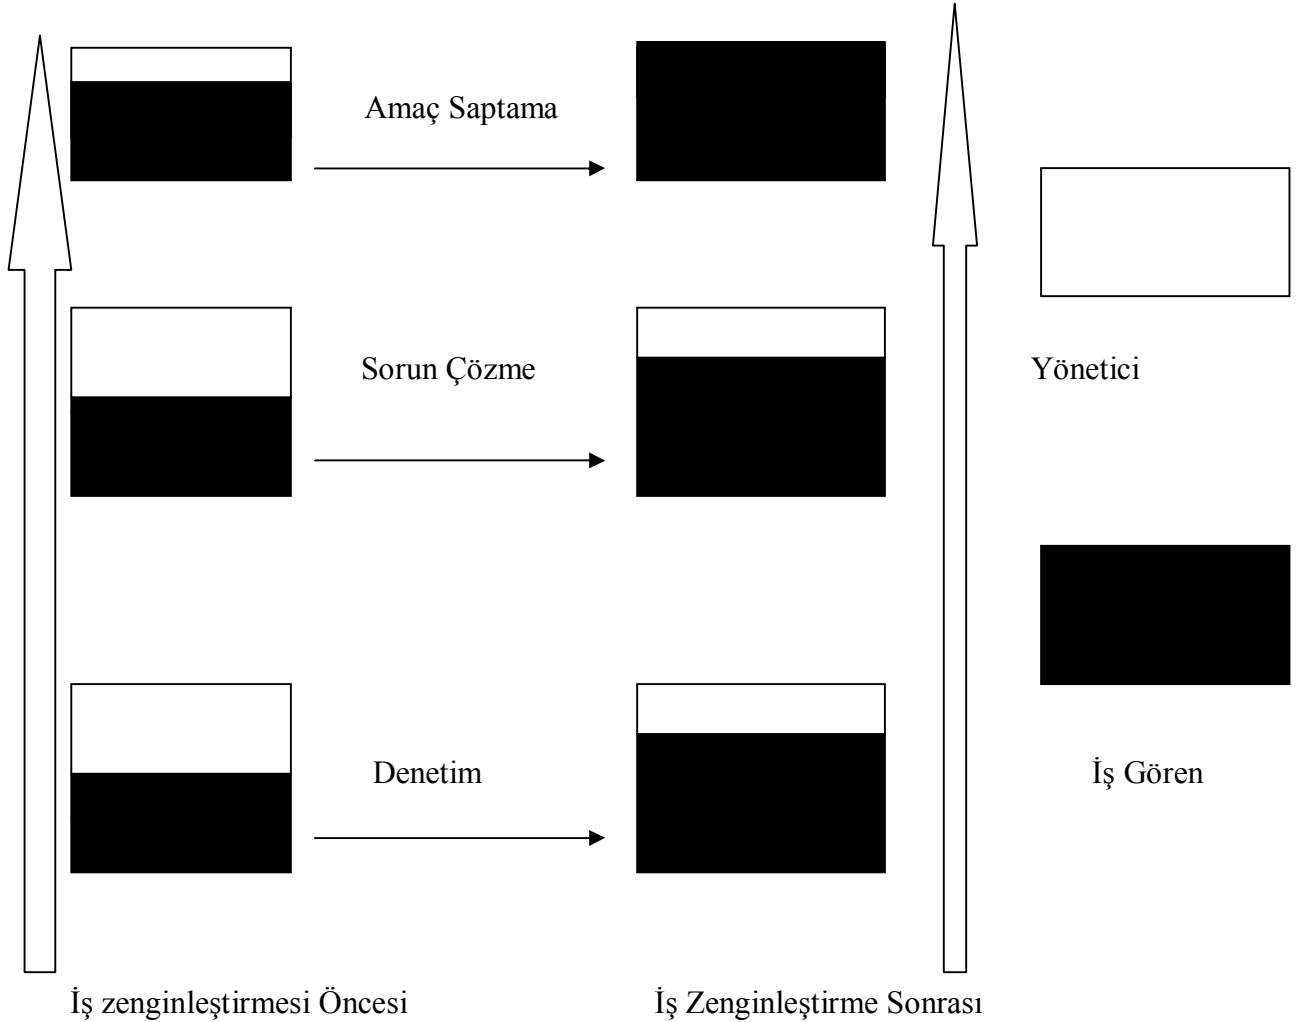 Amaç Saptama
Sorun Çözme
Yönetici
Denetim
İş Gören
İş zenginleştirmesi Öncesi
İş Zenginleştirme Sonrası